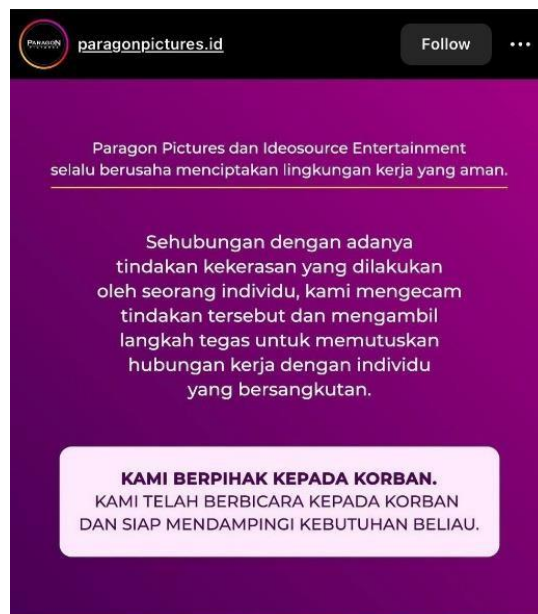 PARAGON
PICTURES
paragonpictures.id
Follow
Paragon Pictures dan Ideosource Entertainment
selalu berusaha menciptakan lingkungan kerja yang aman.
Sehubungan dengan adanya
tindakan kekerasan yang dilakukan
oleh seorang individu, kami mengecam
tindakan tersebut dan mengambil
langkah tegas untuk memutuskan
hubungan kerja dengan individu
yang bersangkutan.
KAMI BERPIHAK KEPADA KORBAN.
KAMI TELAH BERBICARA KEPADA KORBAN
DAN SIAP MENDAMPINGI KEBUTUHAN BELIAU.